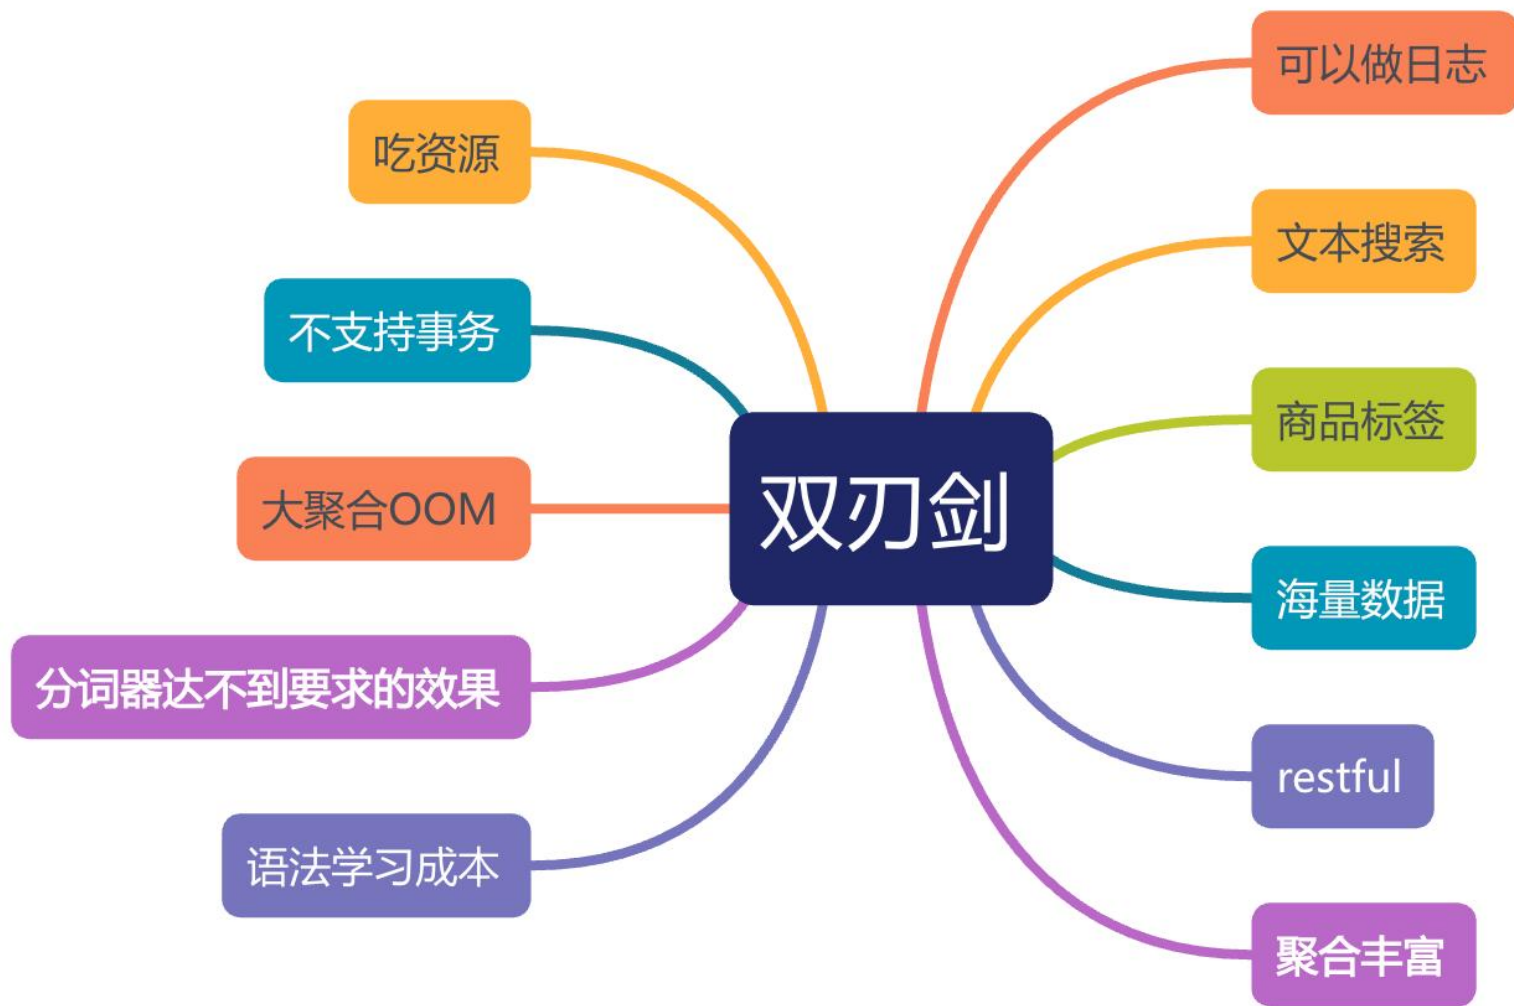 双刃剑
可以做日志
文本搜索
商品标签
海量数据
restful
聚合丰富
吃资源
不支持事务
大聚合OOM
分词器达不到要求的效果
语法学习成本